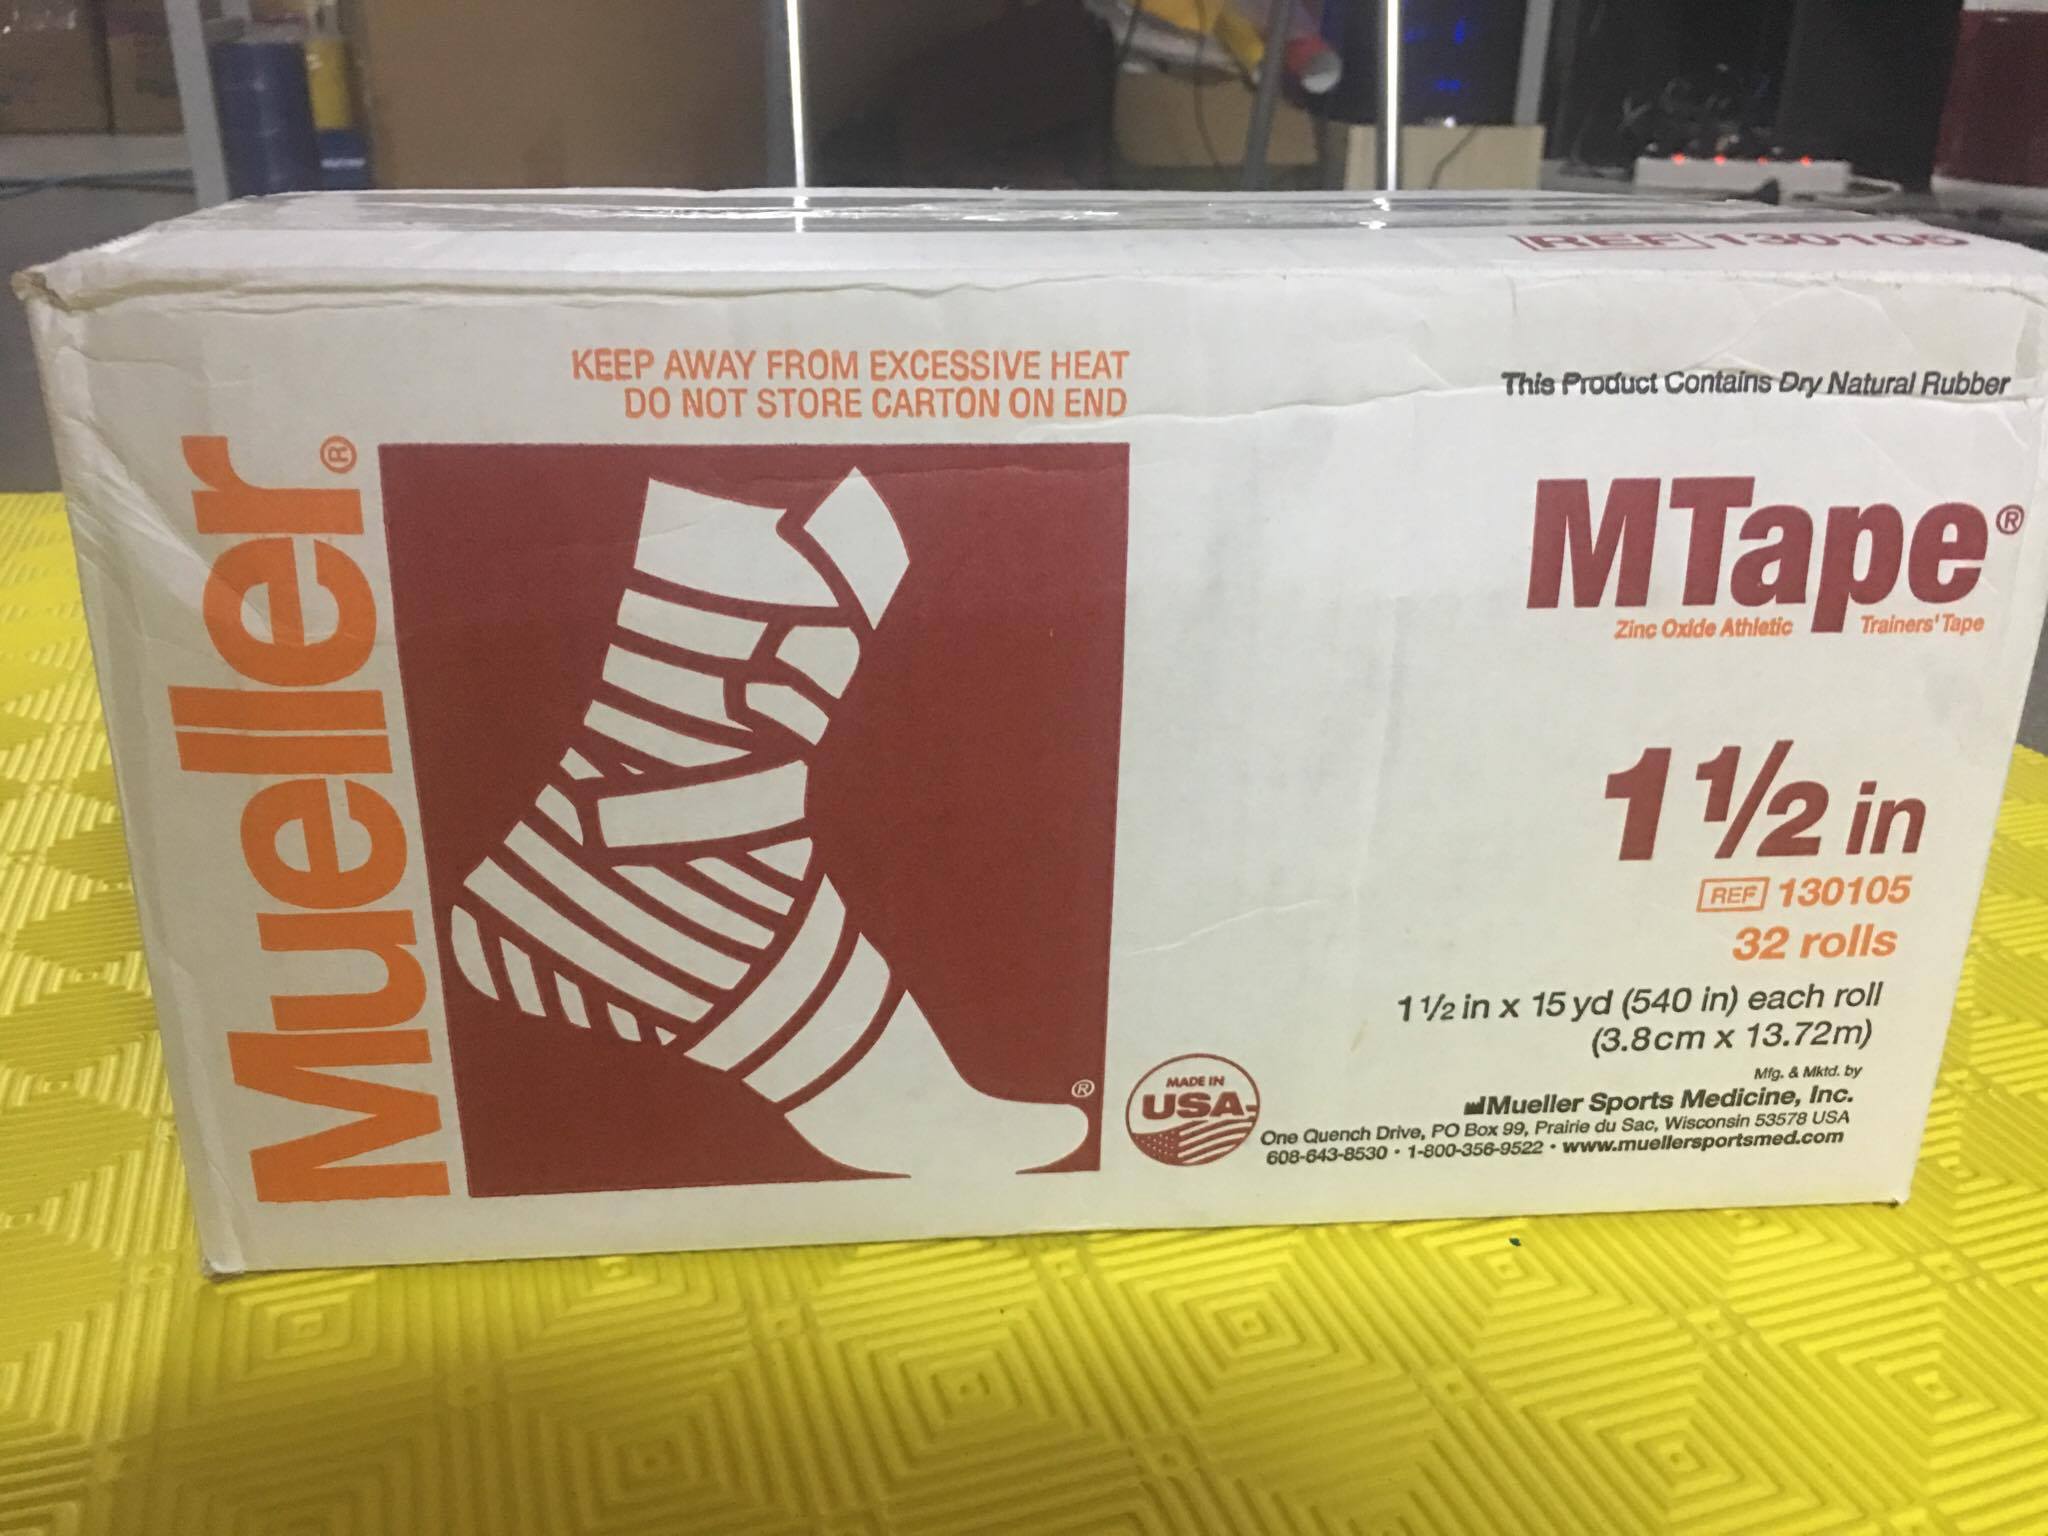 REF 130105
KEEP AWAY FROM EXCESSIVE HEAT
DO NOT STORE CARTON ON END
This Product Contains Dry Natural Rubber
Mueller®
MTape®
Zinc Oxide Athletic Trainers' Tape
1 1/2 in
REF 130105
32 rolls
1 1/2 in x 15 yd (540 in) each roll
(3.8cm x 13.72m)
®
MADE IN
USA
Mfg. & Mktd. by
Mueller Sports Medicine, Inc.
One Quench Drive, PO Box 99, Prairie du Sac, Wisconsin 53578 USA
608-643-8530 • 1-800-356-9522 • www.muellersportsmed.com